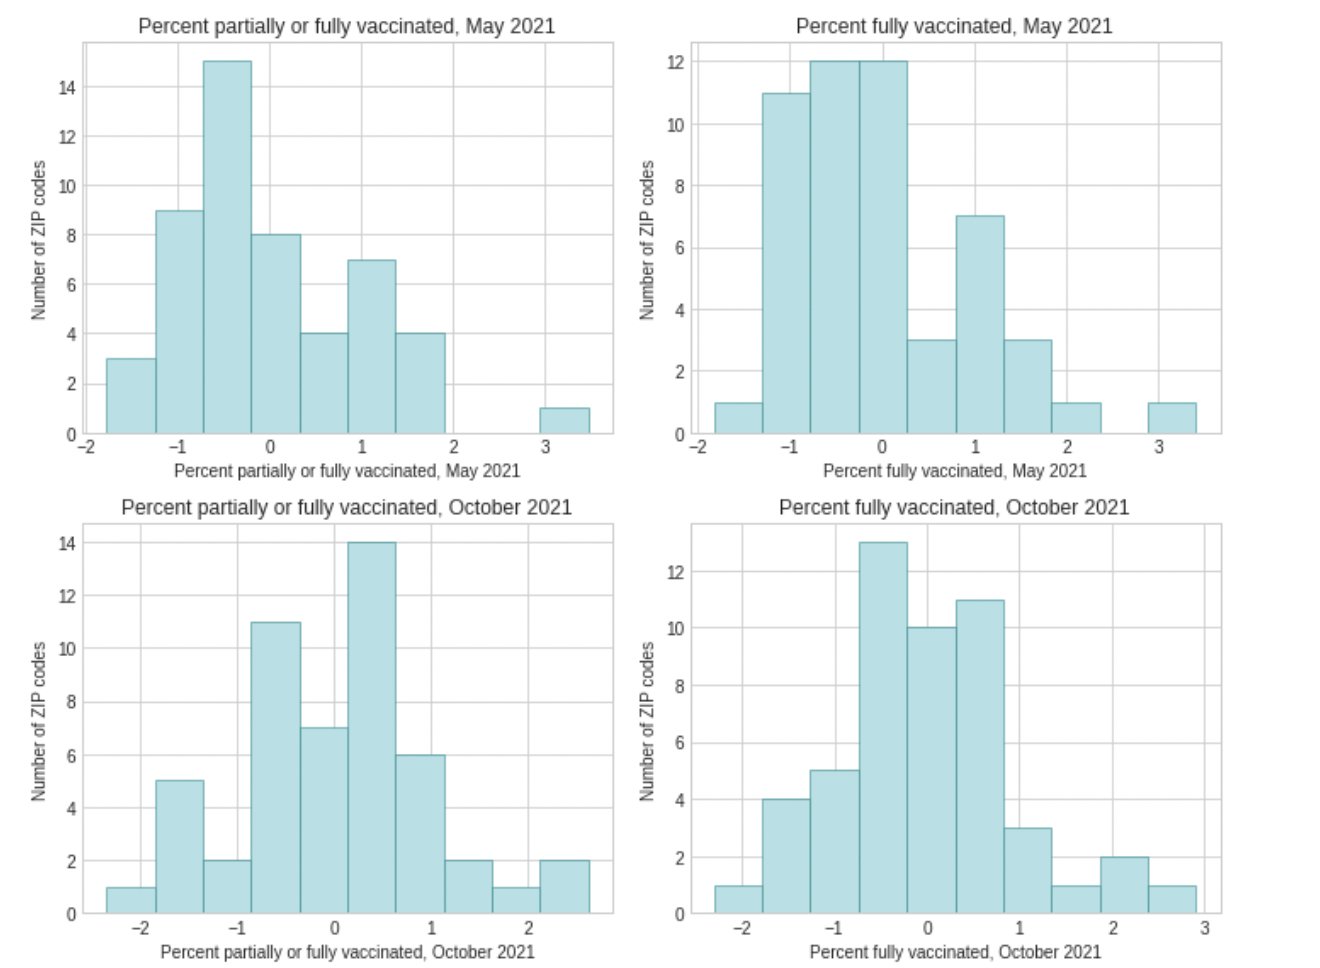 Percent partially or fully vaccinated, May 2021
14
12
10
8
6
4
2
0
−2 −1 0 1 2 3
Number of ZIP codes
Percent partially or fully vaccinated, May 2021
Percent fully vaccinated, May 2021
12
10
8
6
4
2
0
−2 −1 0 1 2 3
Number of ZIP codes
Percent fully vaccinated, May 2021
Percent partially or fully vaccinated, October 2021
14
12
10
8
6
4
2
0
−2 −1 0 1 2
Number of ZIP codes
Percent partially or fully vaccinated, October 2021
Percent fully vaccinated, October 2021
12
10
8
6
4
2
0
−2 −1 0 1 2 3
Number of ZIP codes
Percent fully vaccinated, October 2021